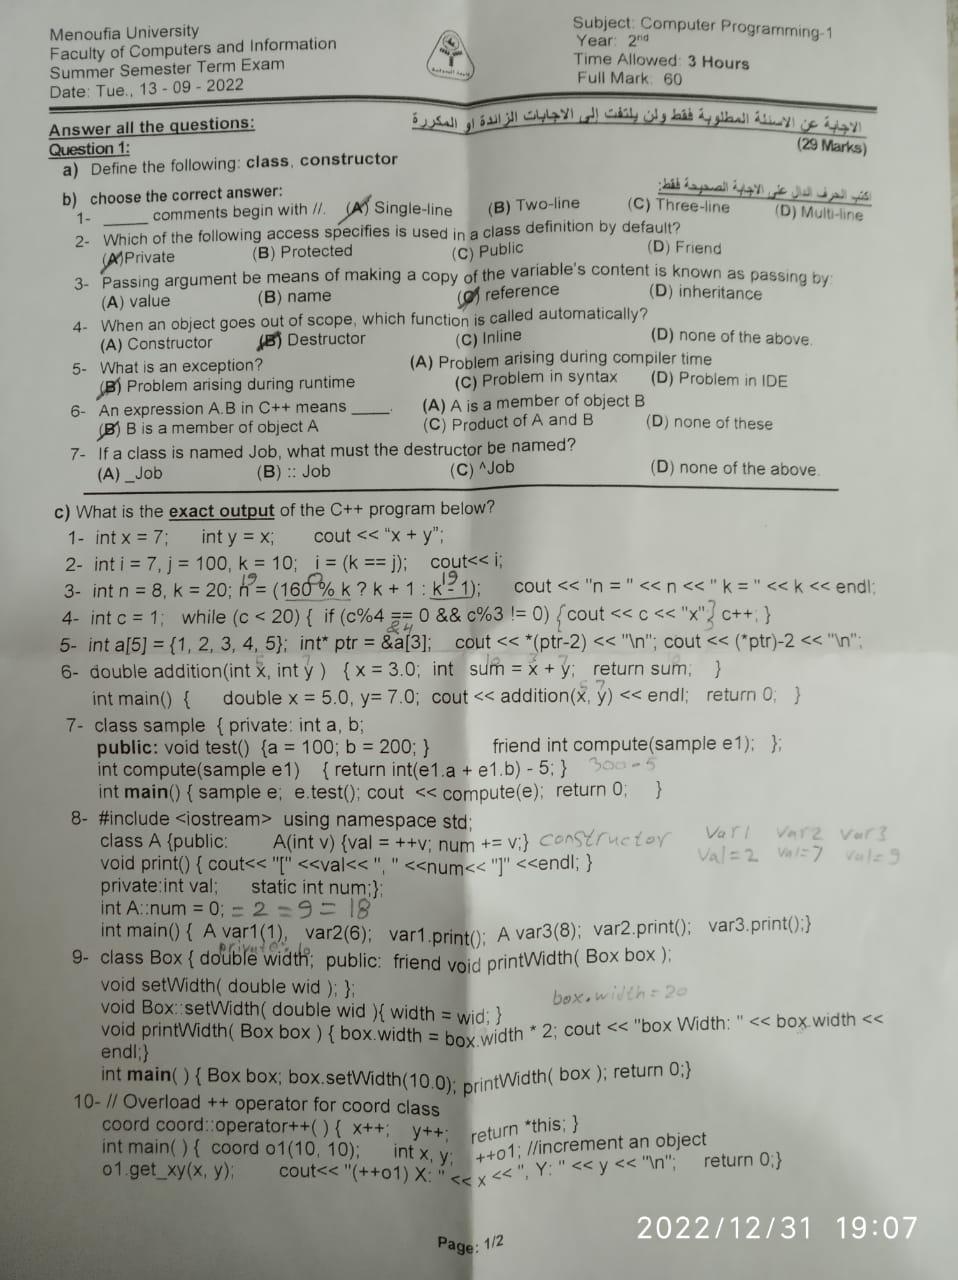 Menoufia University
Faculty of Computers and Information
Summer Semester Term Exam
Date: Tue., 13 - 09 - 2022
Subject: Computer Programming-1
Year: 2nd
Time Allowed: 3 Hours
Full Mark: 60
Answer all the questions:
الاجابة عن الاسئلة المطلوبة فقط ولن يلتفت إلى الاجابات الزائدة او المكررة
Question 1:
(29 Marks)
a) Define the following: class, constructor
b) choose the correct answer:
اكتب الحرف الدال على الاجابة الصحيحة فقط:
1- ______ comments begin with //. (A) Single-line (B) Two-line (C) Three-line (D) Multi-line
2- Which of the following access specifies is used in a class definition by default?
(A)Private (B) Protected (C) Public (D) Friend
3- Passing argument be means of making a copy of the variable's content is known as passing by:
(A) value (B) name (C) reference (D) inheritance
4- When an object goes out of scope, which function is called automatically?
(A) Constructor (B) Destructor (C) Inline (D) none of the above.
5- What is an exception? (A) Problem arising during compiler time
(B) Problem arising during runtime (C) Problem in syntax (D) Problem in IDE
6- An expression A.B in C++ means _____. (A) A is a member of object B
(B) B is a member of object A (C) Product of A and B (D) none of these
7- If a class is named Job, what must the destructor be named?
(A) _Job (B) :: Job (C) ^Job (D) none of the above.
c) What is the exact output of the C++ program below?
1- int x = 7; int y = x; cout << "x + y";
2- int i = 7, j = 100, k = 10; i = (k == j); cout<< i;
19 0 19
3- int n = 8, k = 20; n = (160 % k ? k + 1 : k - 1); cout << "n = " << n << " k = " << k << endl;
4- int c = 1; while (c < 20) { if (c%4 == 0 && c%3 != 0) {cout << c << "x";} c++; }
&4
5- int a[5] = {1, 2, 3, 4, 5}; int* ptr = &a[3]; cout << *(ptr-2) << "\n"; cout << (*ptr)-2 << "\n";
6- double addition(int x, int y ) { x = 3.0; int sum = x + y; return sum; }
5 7
int main() { double x = 5.0, y= 7.0; cout << addition(x, y) << endl; return 0; }
7- class sample { private: int a, b;
public: void test() {a = 100; b = 200; } friend int compute(sample e1); };
int compute(sample e1) { return int(e1.a + e1.b) - 5; } 300 - 5
int main() { sample e; e.test(); cout << compute(e); return 0; }
8- #include <iostream> using namespace std;
class A {public: A(int v) {val = ++v; num += v;} constructor Var1 Var2 Var3
void print() { cout<< "[" <<val<< ", " <<num<< "]" <<endl; } Val=2 Val=7 Val=9
private:int val; static int num;};
int A::num = 0; = 2 = 9 = 18
int main() { A var1(1), var2(6); var1.print(); A var3(8); var2.print(); var3.print();}
9- class Box { double width; public: friend void printWidth( Box box );
void setWidth( double wid ); };
box.width = 20
void Box::setWidth( double wid ){ width = wid; }
void printWidth( Box box ) { box.width = box.width * 2; cout << "box Width: " << box.width <<
endl;}
int main( ) { Box box; box.setWidth(10.0); printWidth( box ); return 0;}
10- // Overload ++ operator for coord class
coord coord::operator++( ) { x++; y++; return *this; }
int main( ) { coord o1(10, 10); int x, y; ++o1; //increment an object
o1.get_xy(x, y); cout<< "(++o1) X: " << x << ", Y: " << y << "\n"; return 0;}
Page: 1/2
2022/12/31 19:07